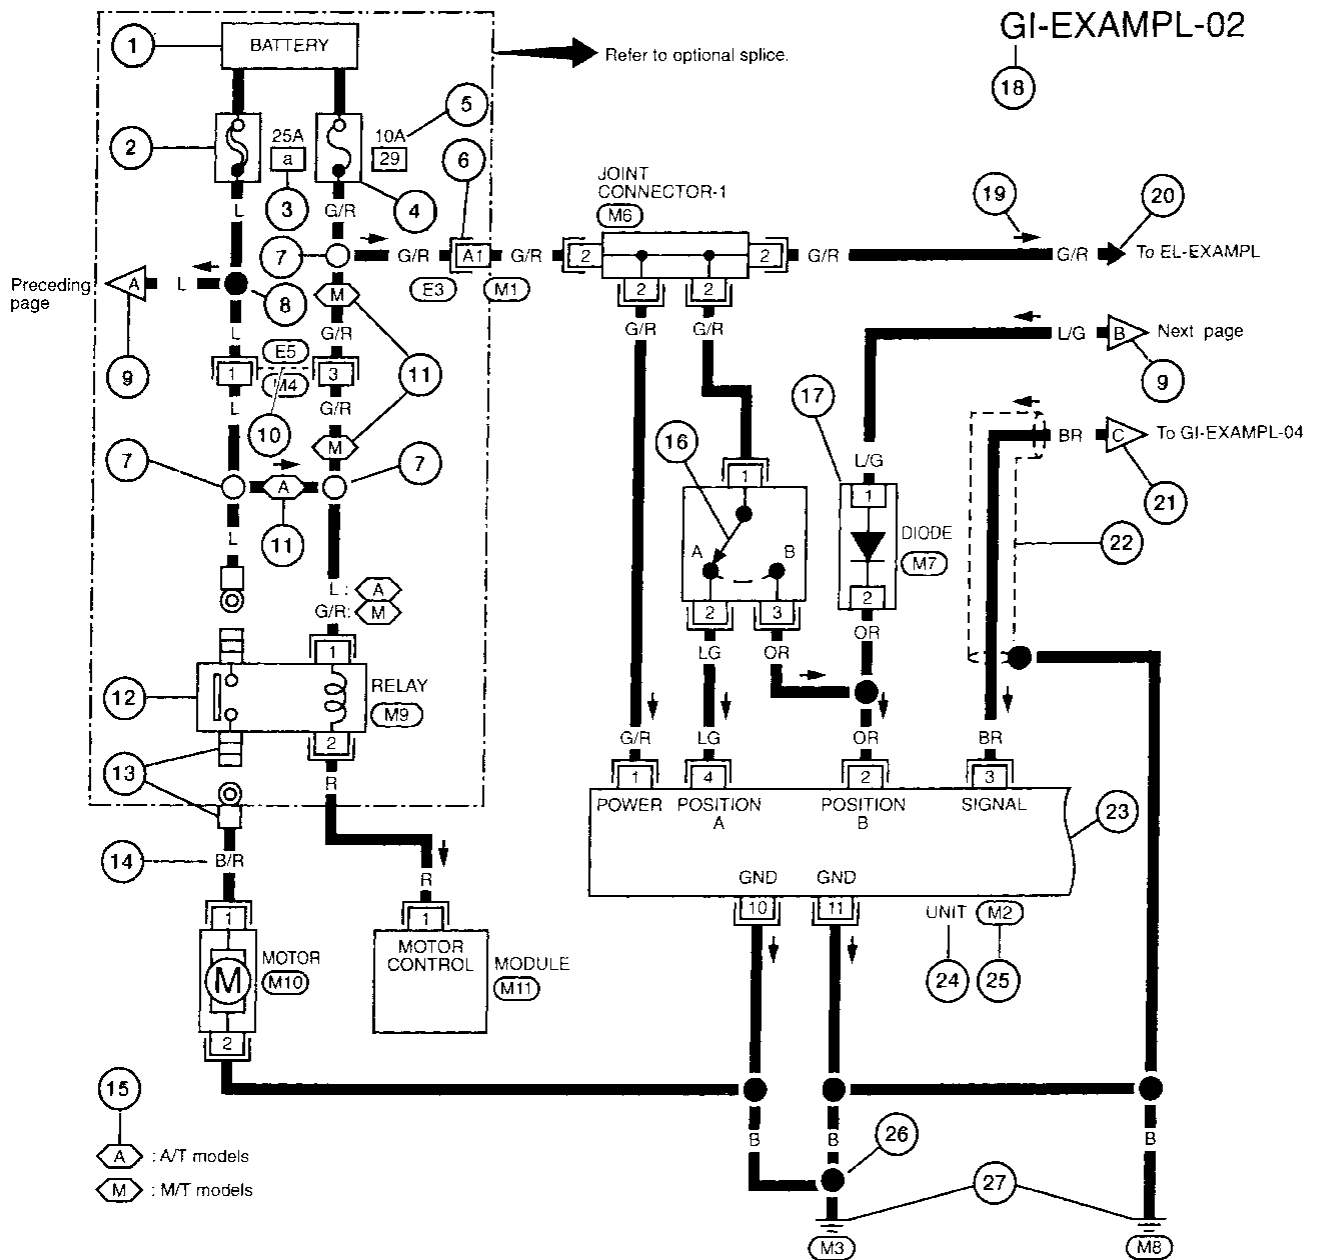 GI-EXAMPL-02
18
1
BATTERY
Refer to optional splice.
2
25A
a
3
10A
29
5
4
6
L
G/R
7
G/R
A1
G/R
E3
M1
JOINT
CONNECTOR-1
M6
2
2
G/R
19
G/R
20
To EL-EXAMPL
2
2
G/R
G/R
Preceding
page
A
L
8
M
9
L
G/R
E5
1
M4
3
11
L
G/R
10
M
7
A
7
11
L
L : A
G/R: M
L/G
B
Next page
9
17
BR
C
To GI-EXAMPL-04
21
22
16
1
A
B
2
3
L/G
1
DIODE
M7
2
OR
LG
OR
12
1
RELAY
M9
2
13
R
G/R
LG
OR
BR
1
4
2
3
POWER
POSITION
A
POSITION
B
SIGNAL
23
GND
GND
10
11
UNIT
M2
24
25
14
B/R
R
1
1
MOTOR
CONTROL
MODULE
M11
M
MOTOR
M10
2
15
A : A/T models
M : M/T models
B
B
B
26
27
M3
M8